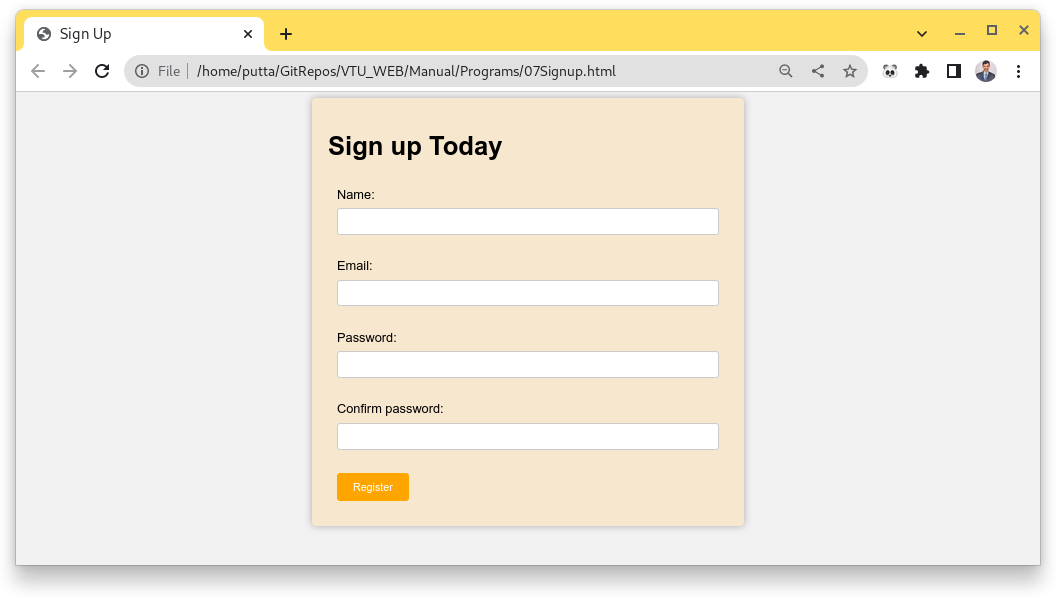 Sign Up
File /home/putta/GitRepos/VTU_WEB/Manual/Programs/07Signup.html
Sign up Today
Name:
Email:
Password:
Confirm password:
Register